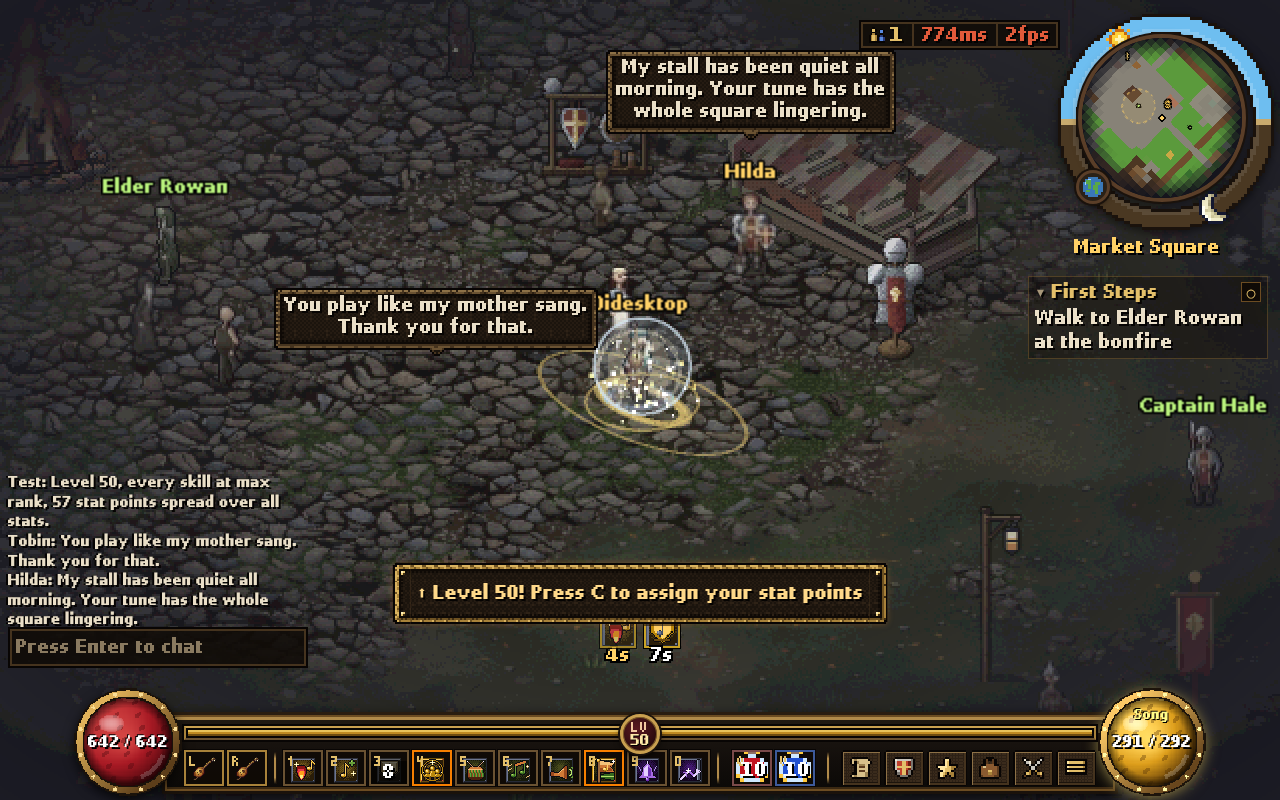 1 774ms 2fps
My stall has been quiet all
morning. Your tune has the
whole square lingering.
Elder Rowan
Hilda
Market Square
▾ First Steps
Walk to Elder Rowan
at the bonfire
You play like my mother sang.
Thank you for that.
Didesktop
Captain Hale
Test: Level 50, every skill at max
rank, 57 stat points spread over all
stats.
Tobin: You play like my mother sang.
Thank you for that.
Hilda: My stall has been quiet all
morning. Your tune has the whole
square lingering.
↑ Level 50! Press C to assign your stat points
4s 7s
Press Enter to chat
642 / 642
LV
50
Song
291 / 292
L R 1 2 3 4 5 6 7 8 9 0 10 10